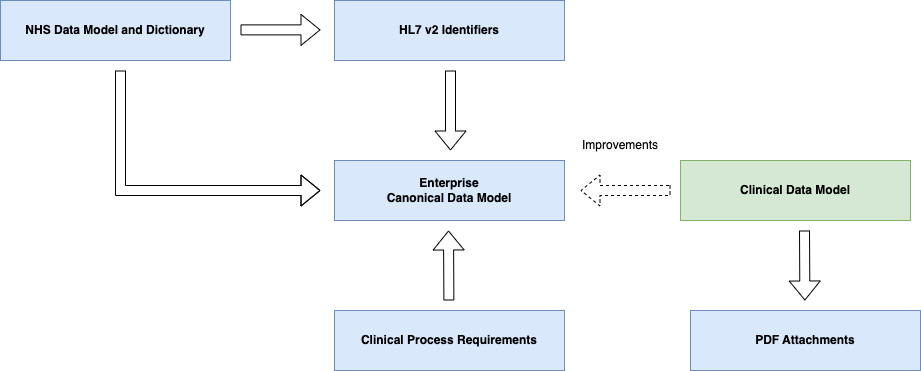 NHS Data Model and Dictionary
HL7 v2 Identifiers
Improvements
Enterprise
Canonical Data Model
Clinical Data Model
Clinical Process Requirements
PDF Attachments